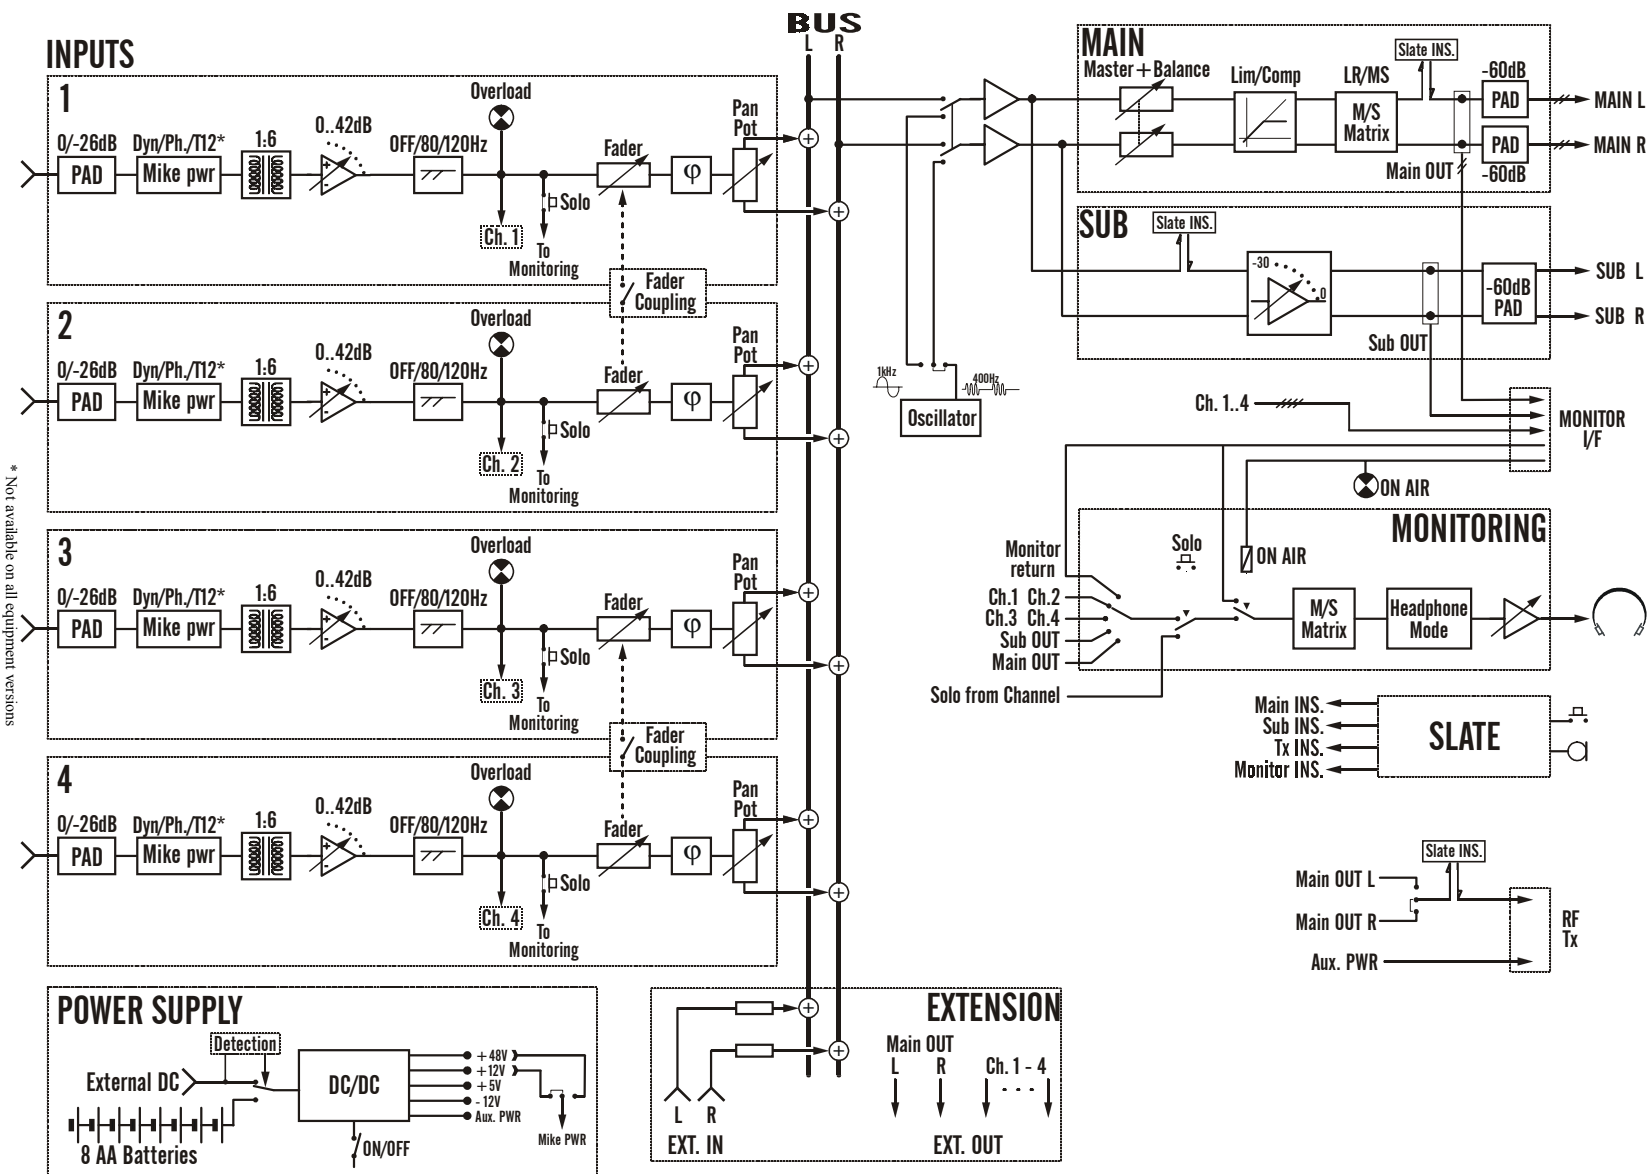 BUS
L R
INPUTS
1
0/-26dB
PAD
Dyn/Ph./T12*
Mike pwr
1:6
0..42dB
+
-
OFF/80/120Hz
Overload
Ch. 1
Solo
To
Monitoring
Fader
φ
Pan
Pot
+
+
Fader
Coupling
2
0/-26dB
PAD
Dyn/Ph./T12*
Mike pwr
1:6
0..42dB
+
-
OFF/80/120Hz
Overload
Ch. 2
Solo
To
Monitoring
Fader
φ
Pan
Pot
+
+
3
0/-26dB
PAD
Dyn/Ph./T12*
Mike pwr
1:6
0..42dB
+
-
OFF/80/120Hz
Overload
Ch. 3
Solo
To
Monitoring
Fader
φ
Pan
Pot
+
+
Fader
Coupling
4
0/-26dB
PAD
Dyn/Ph./T12*
Mike pwr
1:6
0..42dB
+
-
OFF/80/120Hz
Overload
Ch. 4
Solo
To
Monitoring
Fader
φ
Pan
Pot
+
+
* Not available on all equipment versions
POWER SUPPLY
Detection
External DC
8 AA Batteries
DC/DC
ON/OFF
+48V
+12V
+5V
-12V
Aux. PWR
Mike PWR
EXTENSION
+
+
L R
EXT. IN
Main OUT
L R
Ch. 1 - 4
EXT. OUT
1kHz
400Hz
Oscillator
MAIN
Master+Balance
Lim/Comp
LR/MS
M/S
Matrix
Slate INS.
-60dB
PAD
MAIN L
PAD
MAIN R
-60dB
Main OUT
SUB
Slate INS.
-30
0
-60dB
PAD
SUB L
SUB R
Sub OUT
Ch. 1..4
MONITOR
I/F
ON AIR
MONITORING
Monitor
return
Ch.1 Ch.2
Ch.3 Ch.4
Sub OUT
Main OUT
Solo from Channel
Solo
ON AIR
M/S
Matrix
Headphone
Mode
SLATE
Main INS.
Sub INS.
Tx INS.
Monitor INS.
Slate INS.
Main OUT L
Main OUT R
Aux. PWR
RF
Tx